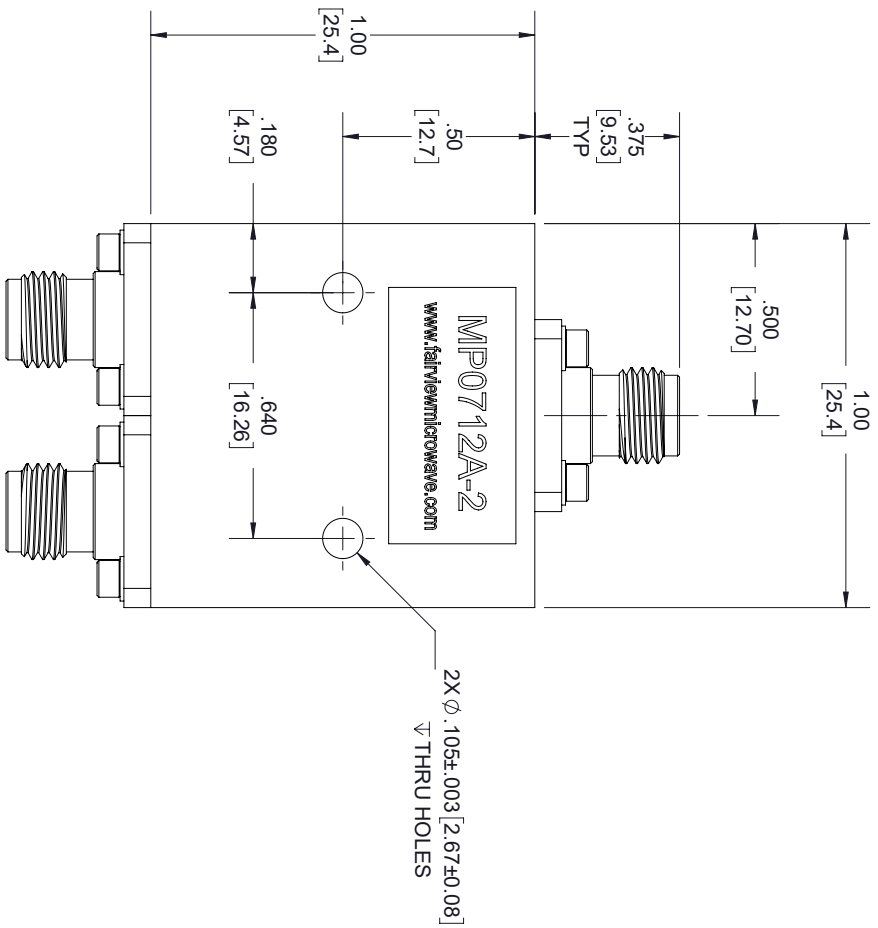 1.00
[25.4]
.500
[12.70]
.375
[9.53]
TYP
.50
[12.7]
1.00
[25.4]
.180
[4.57]
.640
[16.26]
MP0712A-2
www.fairviewmicrowave.com
2X ∅ .105±.003 [2.67±0.08]
↧ THRU HOLES